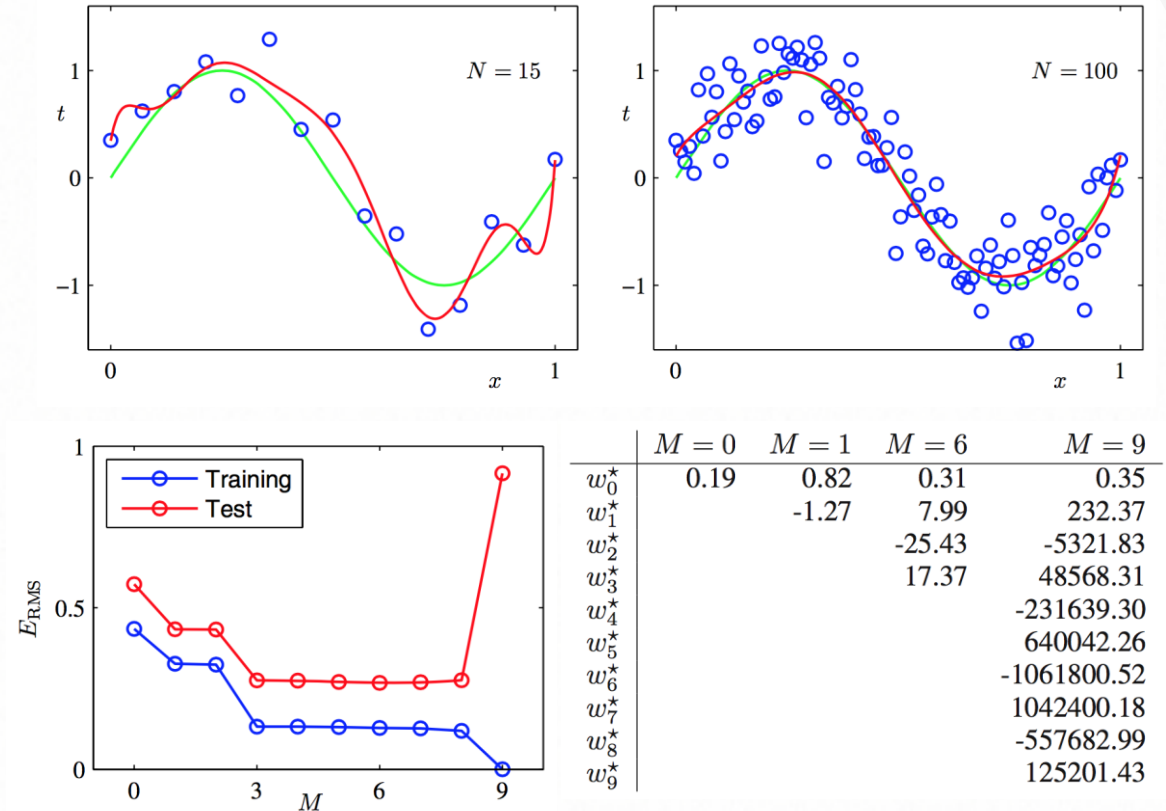 N = 15
t
1
0
−1
0
x
1
N = 100
t
1
0
−1
0
x
1
1
Training
Test
E_RMS
0.5
0
0
3
M
6
9
M = 0 M = 1 M = 6 M = 9
w₀* 0.19 0.82 0.31 0.35
w₁* -1.27 7.99 232.37
w₂* -25.43 -5321.83
w₃* 17.37 48568.31
w₄* -231639.30
w₅* 640042.26
w₆* -1061800.52
w₇* 1042400.18
w₈* -557682.99
w₉* 125201.43